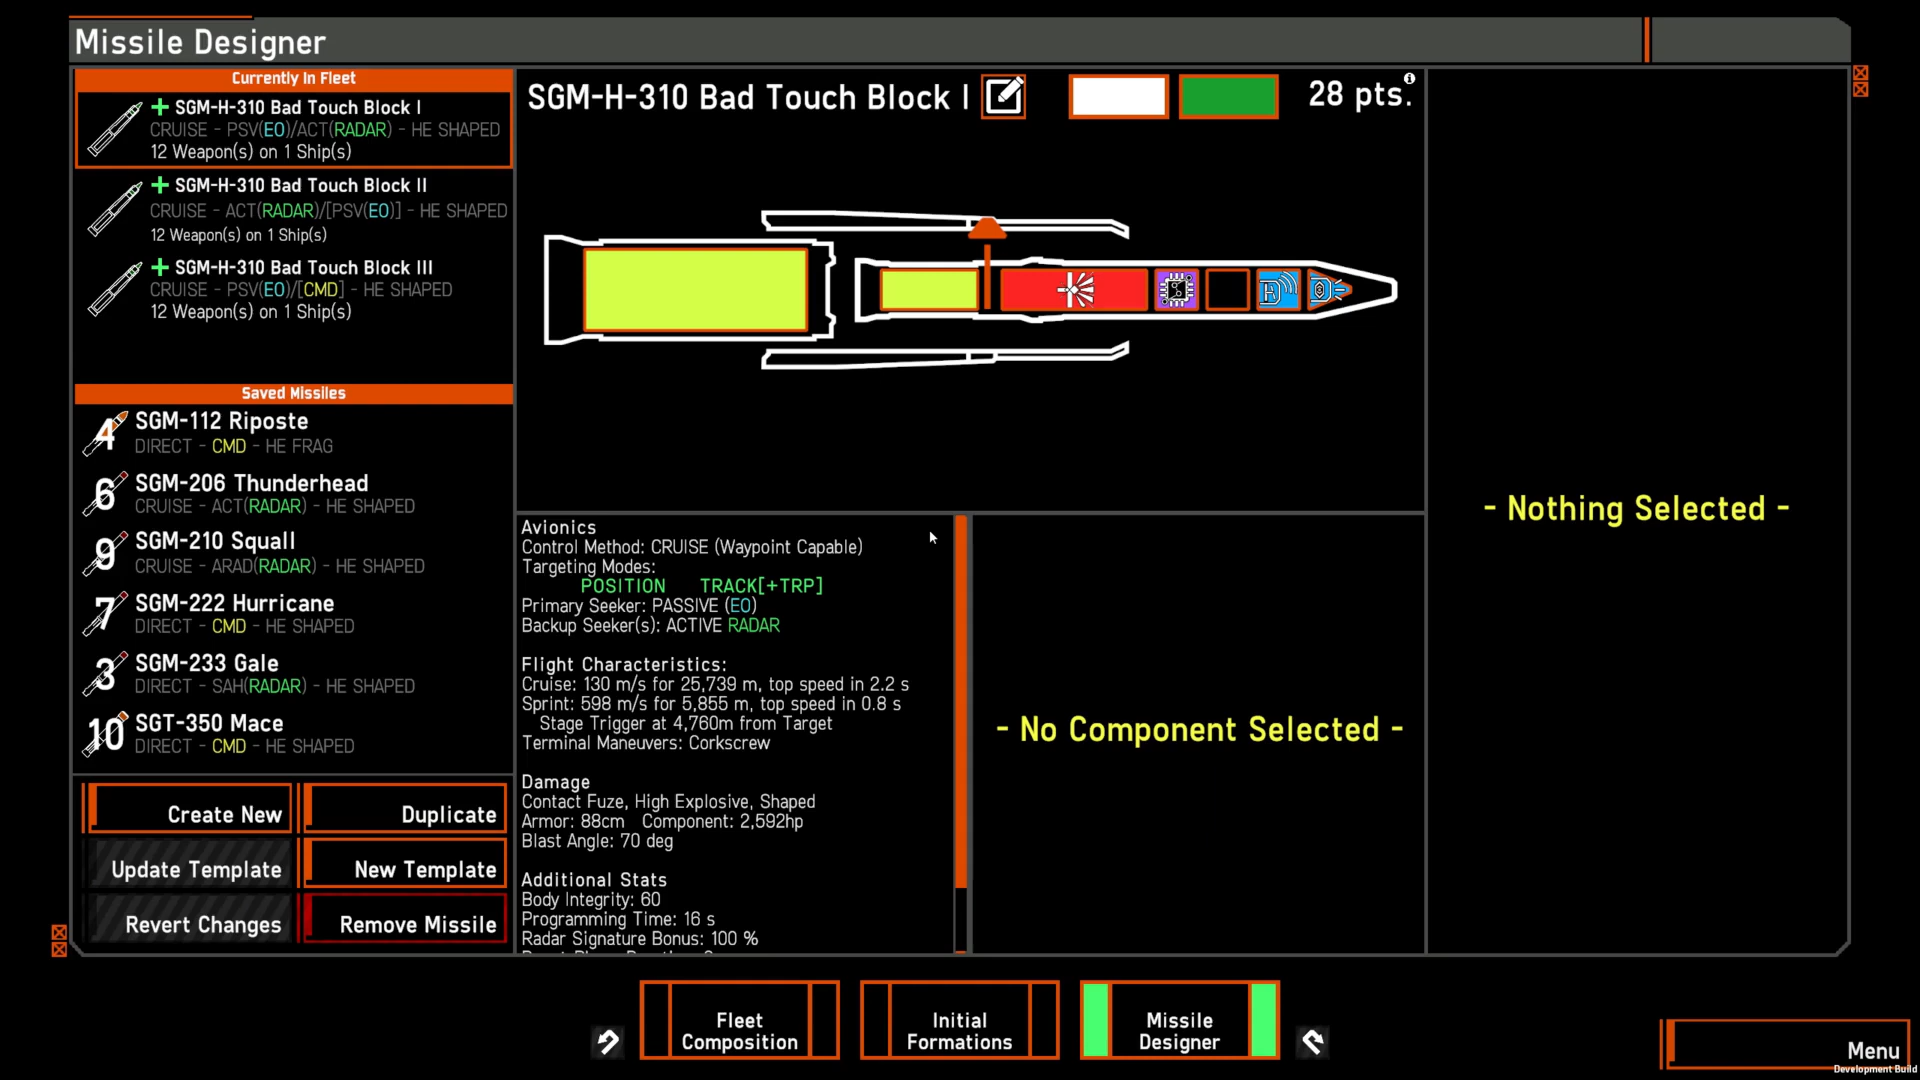 Missile Designer
Currently In Fleet
SGM-H-310 Bad Touch Block I
CRUISE - PSV(EO)/ACT(RADAR) - HE SHAPED
12 Weapon(s) on 1 Ship(s)
SGM-H-310 Bad Touch Block II
CRUISE - ACT(RADAR)/[PSV(EO)] - HE SHAPED
12 Weapon(s) on 1 Ship(s)
SGM-H-310 Bad Touch Block III
CRUISE - PSV(EO)/[CMD] - HE SHAPED
12 Weapon(s) on 1 Ship(s)
Saved Missiles
4 SGM-112 Riposte
DIRECT - CMD - HE FRAG
6 SGM-206 Thunderhead
CRUISE - ACT(RADAR) - HE SHAPED
9 SGM-210 Squall
CRUISE - ARAD(RADAR) - HE SHAPED
7 SGM-222 Hurricane
DIRECT - CMD - HE SHAPED
3 SGM-233 Gale
DIRECT - SAH(RADAR) - HE SHAPED
10 SGT-350 Mace
DIRECT - CMD - HE SHAPED
Create New
Duplicate
Update Template
New Template
Revert Changes
Remove Missile
SGM-H-310 Bad Touch Block I
28 pts.
Avionics
Control Method: CRUISE (Waypoint Capable)
Targeting Modes:
POSITION TRACK[+TRP]
Primary Seeker: PASSIVE (EO)
Backup Seeker(s): ACTIVE RADAR
Flight Characteristics:
Cruise: 130 m/s for 25,739 m, top speed in 2.2 s
Sprint: 598 m/s for 5,855 m, top speed in 0.8 s
Stage Trigger at 4,760m from Target
Terminal Maneuvers: Corkscrew
Damage
Contact Fuze, High Explosive, Shaped
Armor: 88cm Component: 2,592hp
Blast Angle: 70 deg
Additional Stats
Body Integrity: 60
Programming Time: 16 s
Radar Signature Bonus: 100 %
- No Component Selected -
- Nothing Selected -
Fleet Composition
Initial Formations
Missile Designer
Menu
Development Build